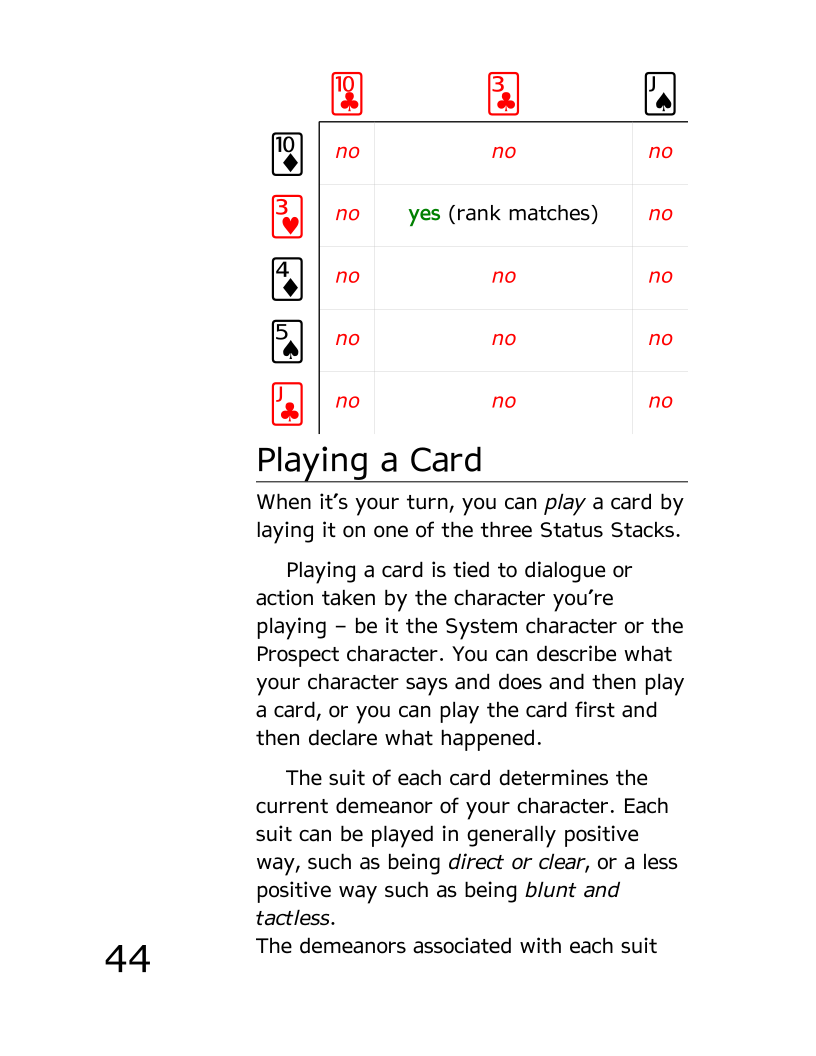 10 3 J
10 no no no
3 no yes (rank matches) no
4 no no no
5 no no no
J no no no
Playing a Card
When it’s your turn, you can play a card by
laying it on one of the three Status Stacks.
Playing a card is tied to dialogue or
action taken by the character you’re
playing – be it the System character or the
Prospect character. You can describe what
your character says and does and then play
a card, or you can play the card first and
then declare what happened.
The suit of each card determines the
current demeanor of your character. Each
suit can be played in generally positive
way, such as being direct or clear, or a less
positive way such as being blunt and
tactless.
The demeanors associated with each suit
44